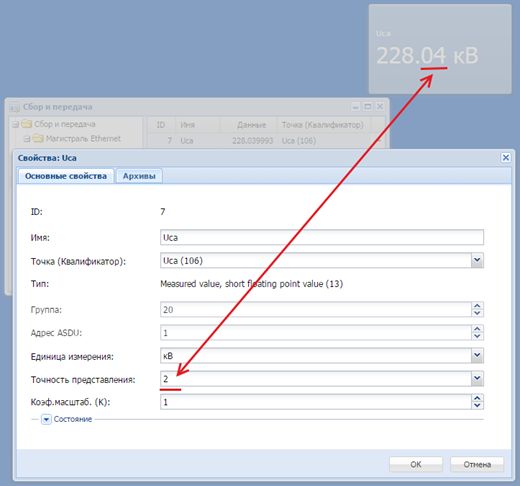 Uca
228.04 кВ
Сбор и передача
Сбор и передача
ID Имя Данные Точка (Квалификатор)
Магистраль Ethernet
7 Uca 228.039993 Uca (106)
Свойства: Uca
Основные свойства Архивы
ID: 7
Имя: Uca
Точка (Квалификатор): Uca (106)
Тип: Measured value, short floating point value (13)
Группа: 20
Адрес ASDU: 1
Единица измерения: кВ
Точность представления: 2
Коэф.масштаб. (К): 1
Состояние
ОК Отмена